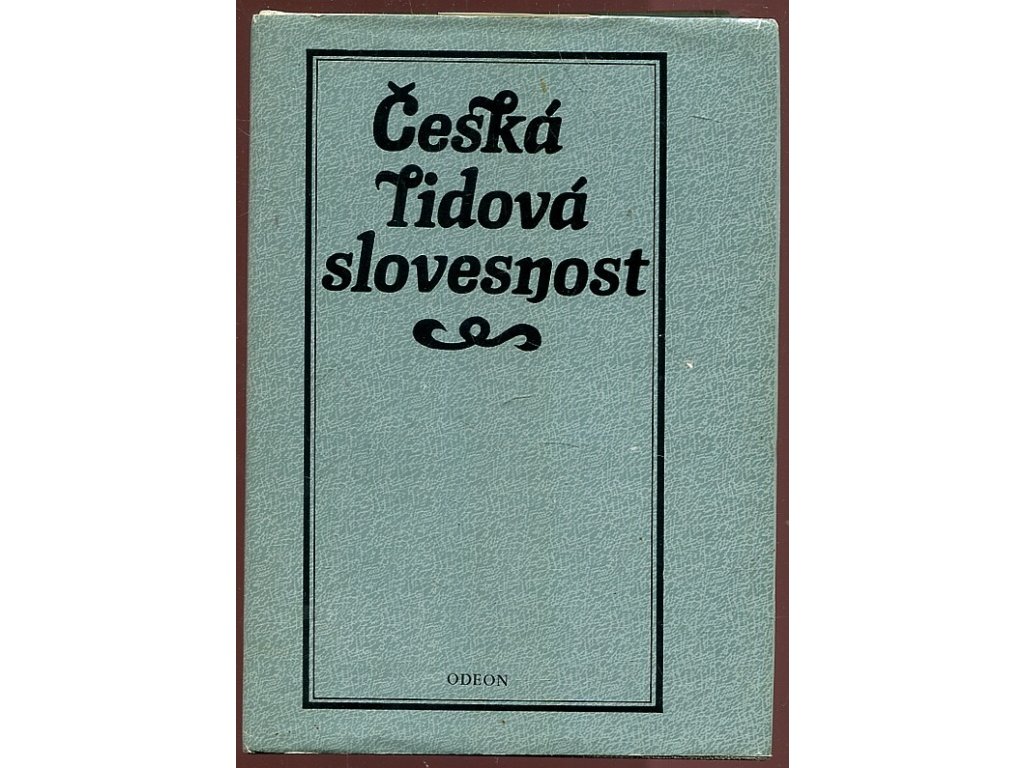 Česká
lidová
slovesnost
ODEON